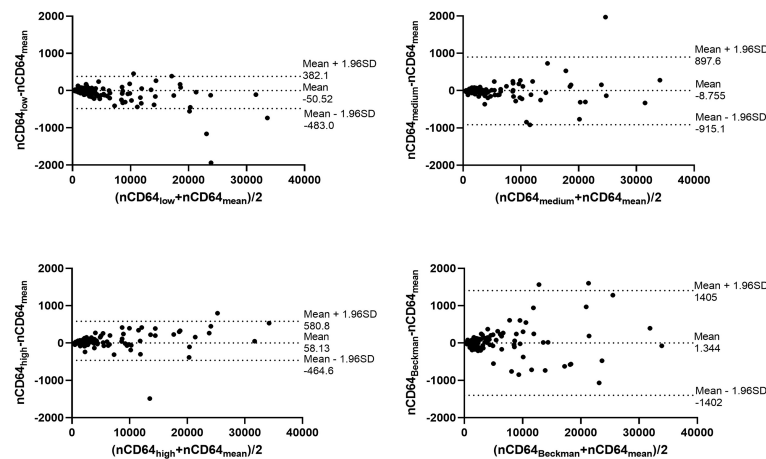 2000
1000
0
-1000
-2000
0
10000
20000
30000
40000
nCD64low-nCD64mean
(nCD64low+nCD64mean)/2
Mean + 1.96SD
382.1
Mean
-50.52
Mean - 1.96SD
-483.0
2000
1000
0
-1000
-2000
0
10000
20000
30000
40000
nCD64medium-nCD64mean
(nCD64medium+nCD64mean)/2
Mean + 1.96SD
897.6
Mean
-8.755
Mean - 1.96SD
-915.1
2000
1000
0
-1000
-2000
0
10000
20000
30000
40000
nCD64high-nCD64mean
(nCD64high+nCD64mean)/2
Mean + 1.96SD
580.8
Mean
58.13
Mean - 1.96SD
-464.6
2000
1000
0
-1000
-2000
0
10000
20000
30000
40000
nCD64Beckman-nCD64mean
(nCD64Beckman+nCD64mean)/2
Mean + 1.96SD
1405
Mean
1.344
Mean - 1.96SD
-1402